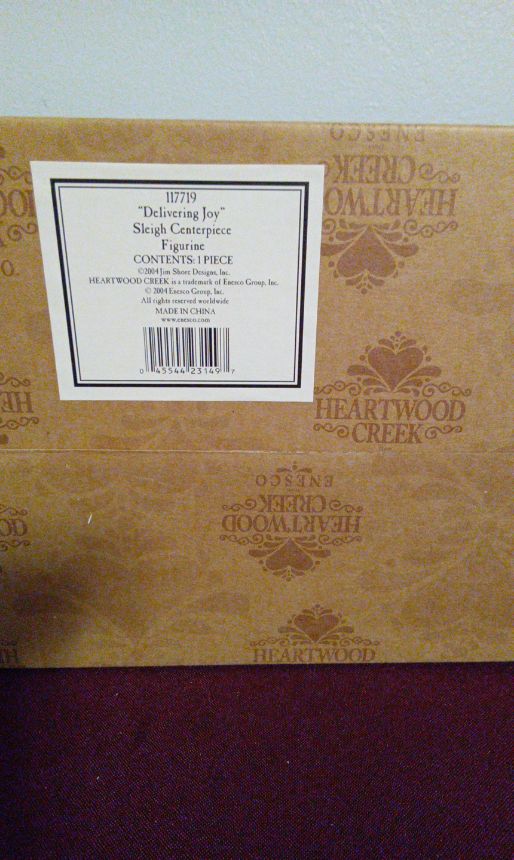 117719
"Delivering Joy"
Sleigh Centerpiece
Figurine
CONTENTS: 1 PIECE
©2004 Jim Shore Designs, Inc.
HEARTWOOD CREEK is a trademark of Enesco Group, Inc.
© 2004 Enesco Group, Inc.
All rights reserved worldwide
MADE IN CHINA
www.enesco.com
0 45544 23149 7
ENESCO
CREEK
HEARTWO
CO.
HEARTWOOD
CREEK
ENESCO
CREEK
HEARTWOOD
HEARTWOOD